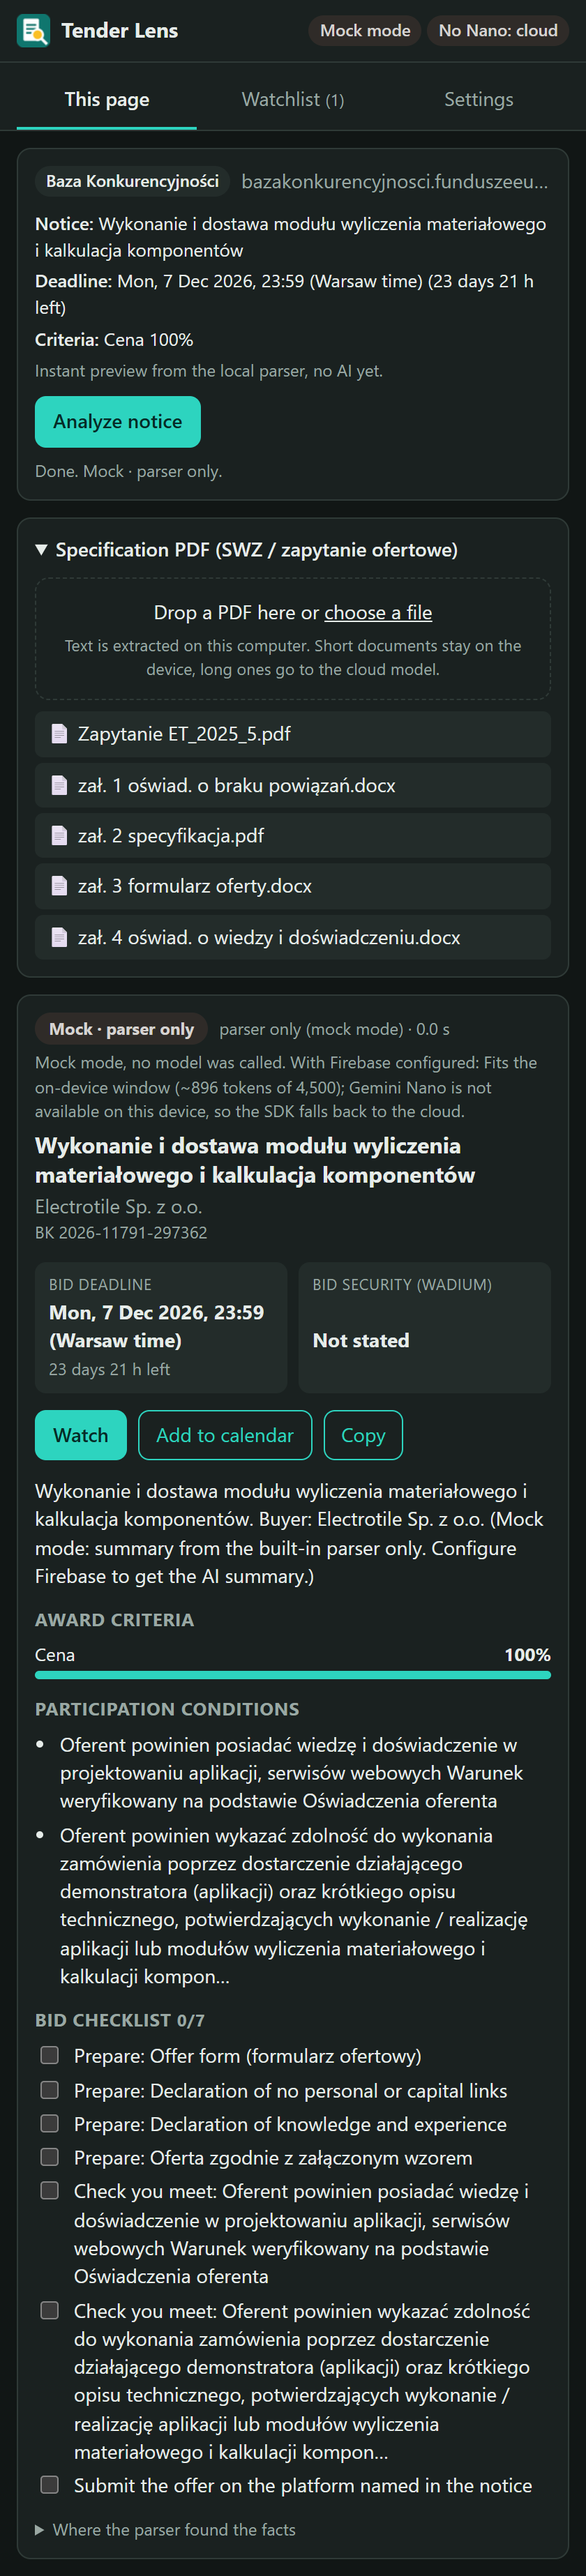 Tender Lens
Mock mode
No Nano: cloud
This page
Watchlist (1)
Settings
Baza Konkurencyjności
bazakonkurencyjnosci.funduszeeu...
Notice: Wykonanie i dostawa modułu wyliczenia materiałowego
i kalkulacja komponentów
Deadline: Mon, 7 Dec 2026, 23:59 (Warsaw time) (23 days 21 h
left)
Criteria: Cena 100%
Instant preview from the local parser, no AI yet.
Analyze notice
Done. Mock · parser only.
Specification PDF (SWZ / zapytanie ofertowe)
Drop a PDF here or choose a file
Text is extracted on this computer. Short documents stay on the
device, long ones go to the cloud model.
Zapytanie ET_2025_5.pdf
zał. 1 oświad. o braku powiązań.docx
zał. 2 specyfikacja.pdf
zał. 3 formularz oferty.docx
zał. 4 oświad. o wiedzy i doświadczeniu.docx
Mock · parser only
parser only (mock mode) · 0.0 s
Mock mode, no model was called. With Firebase configured: Fits the
on-device window (~896 tokens of 4,500); Gemini Nano is not
available on this device, so the SDK falls back to the cloud.
Wykonanie i dostawa modułu wyliczenia
materiałowego i kalkulacja komponentów
Electrotile Sp. z o.o.
BK 2026-11791-297362
BID DEADLINE
Mon, 7 Dec 2026, 23:59
(Warsaw time)
23 days 21 h left
BID SECURITY (WADIUM)
Not stated
Watch
Add to calendar
Copy
Wykonanie i dostawa modułu wyliczenia materiałowego i
kalkulacja komponentów. Buyer: Electrotile Sp. z o.o. (Mock
mode: summary from the built-in parser only. Configure
Firebase to get the AI summary.)
AWARD CRITERIA
Cena
100%
PARTICIPATION CONDITIONS
Oferent powinien posiadać wiedzę i doświadczenie w
projektowaniu aplikacji, serwisów webowych Warunek
weryfikowany na podstawie Oświadczenia oferenta
Oferent powinien wykazać zdolność do wykonania
zamówienia poprzez dostarczenie działającego
demonstratora (aplikacji) oraz krótkiego opisu
technicznego, potwierdzających wykonanie / realizację
aplikacji lub modułów wyliczenia materiałowego i
kalkulacji kompon...
BID CHECKLIST 0/7
Prepare: Offer form (formularz ofertowy)
Prepare: Declaration of no personal or capital links
Prepare: Declaration of knowledge and experience
Prepare: Oferta zgodnie z załączonym wzorem
Check you meet: Oferent powinien posiadać wiedzę i
doświadczenie w projektowaniu aplikacji, serwisów
webowych Warunek weryfikowany na podstawie
Oświadczenia oferenta
Check you meet: Oferent powinien wykazać zdolność
do wykonania zamówienia poprzez dostarczenie
działającego demonstratora (aplikacji) oraz krótkiego
opisu technicznego, potwierdzających wykonanie /
realizację aplikacji lub modułów wyliczenia
materiałowego i kalkulacji kompon...
Submit the offer on the platform named in the notice
Where the parser found the facts